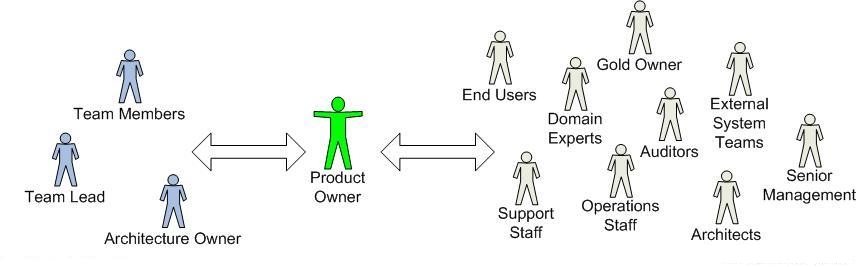 Team Members
Team Lead
Architecture Owner
Product
Owner
End Users
Domain
Experts
Gold Owner
Auditors
External
System
Teams
Senior
Management
Support
Staff
Operations
Staff
Architects